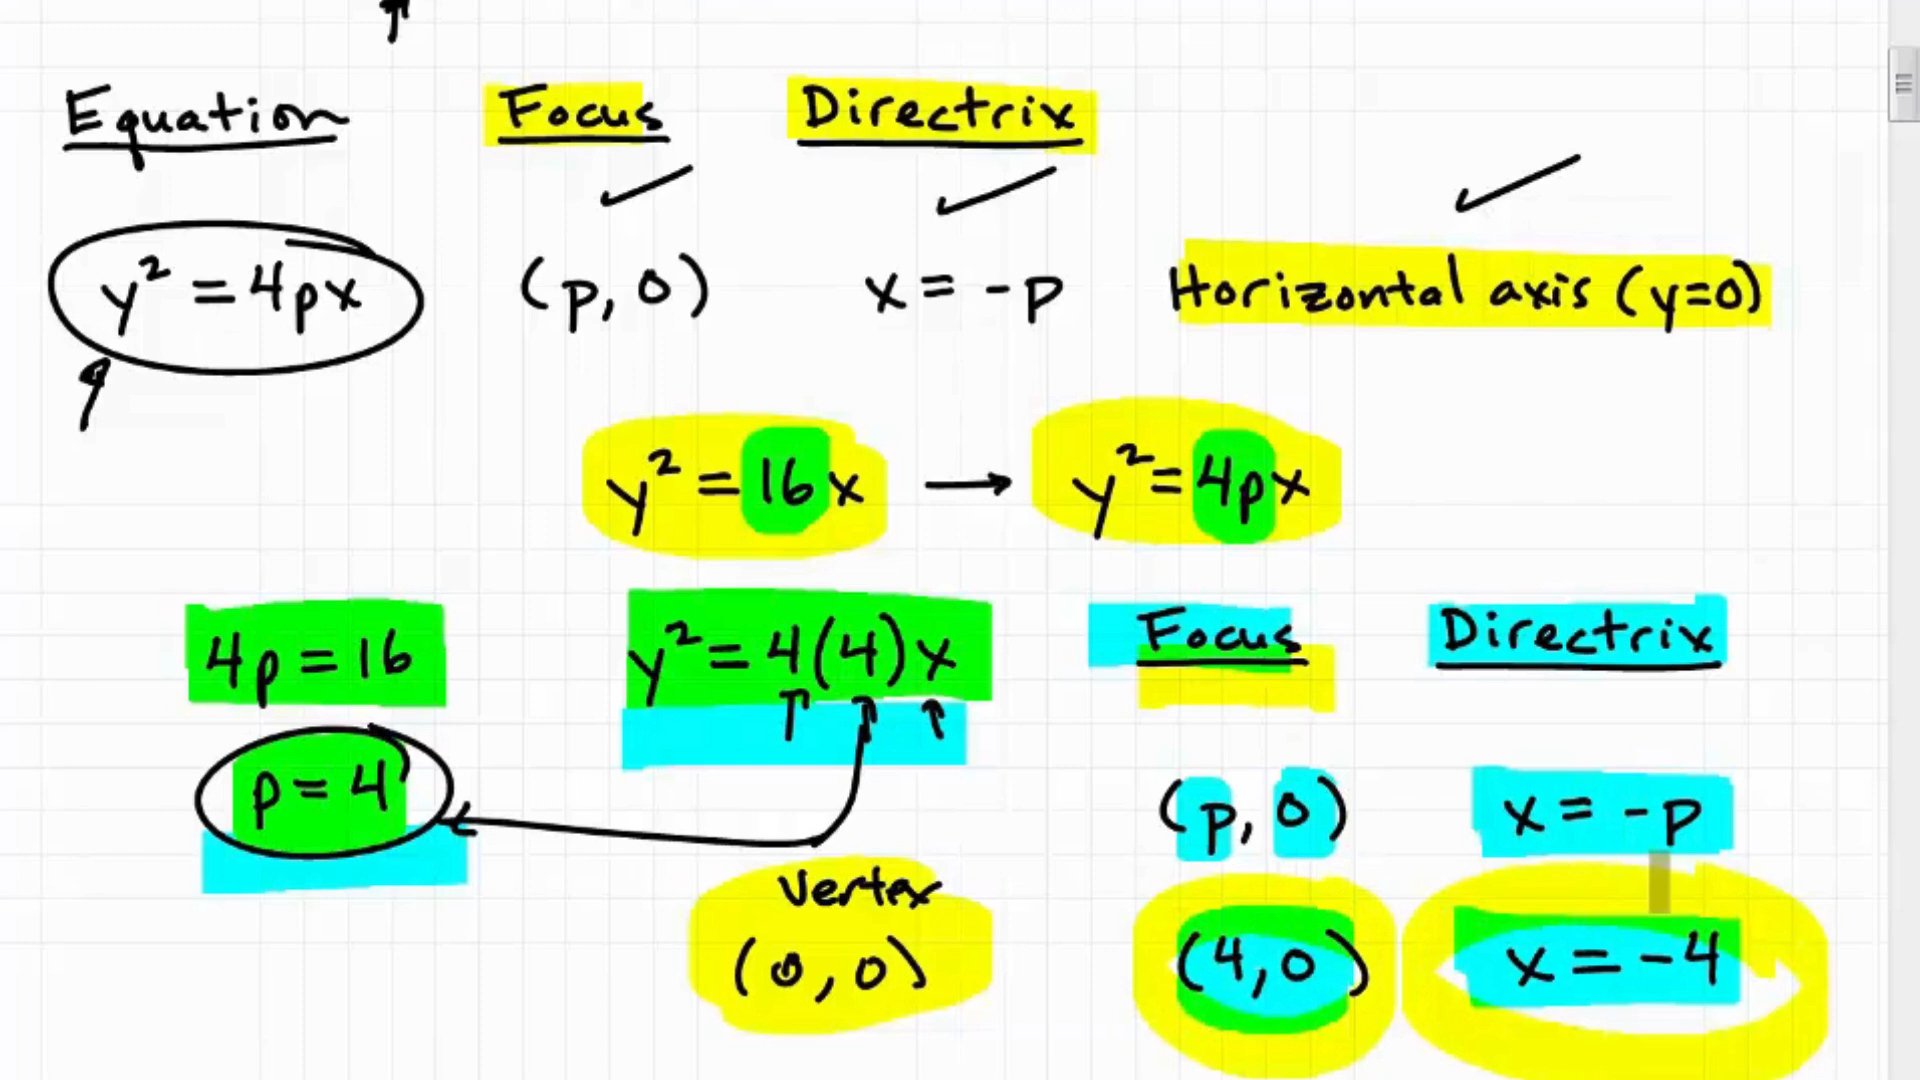 Equation Focus Directrix
y² = 4px (p, 0) x = -p Horizontal axis (y=0)
y² = 16x → y² = 4px
4p = 16 y² = 4(4)x Focus Directrix
p = 4 (p, 0) x = -p
Vertex
(0, 0) (4, 0) x = -4